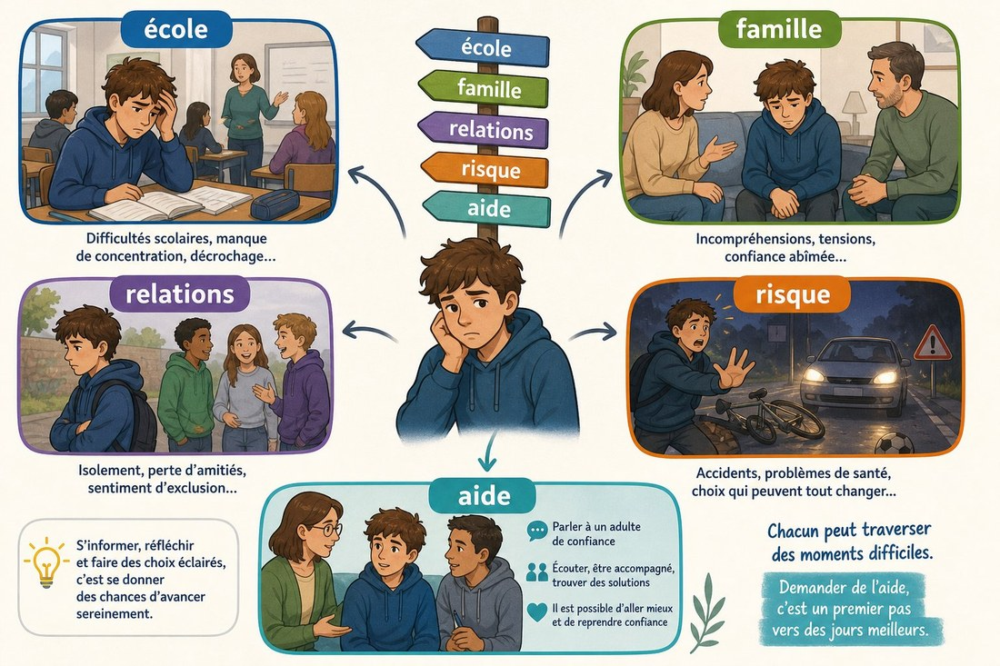 école
famille
relations
risque
aide
école
Difficultés scolaires, manque
de concentration, décrochage...
famille
Incompréhensions, tensions,
confiance abîmée...
relations
Isolement, perte d'amitiés,
sentiment d'exclusion...
risque
Accidents, problèmes de santé,
choix qui peuvent tout changer...
aide
Parler à un adulte
de confiance
Écouter, être accompagné,
trouver des solutions
Il est possible d'aller mieux
et de reprendre confiance
S'informer, réfléchir
et faire des choix éclairés,
c'est se donner
des chances d'avancer
sereinement.
Chacun peut traverser
des moments difficiles.
Demander de l'aide,
c'est un premier pas
vers des jours meilleurs.